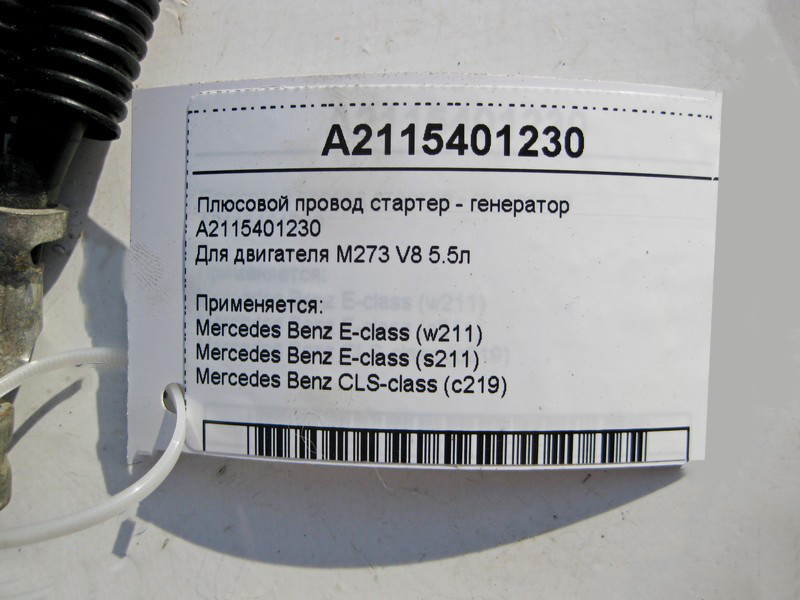 A2115401230
Плюсовой провод стартер - генератор
A2115401230
Для двигателя M273 V8 5.5л
Применяется:
Mercedes Benz E-class (w211)
Mercedes Benz E-class (s211)
Mercedes Benz CLS-class (c219)